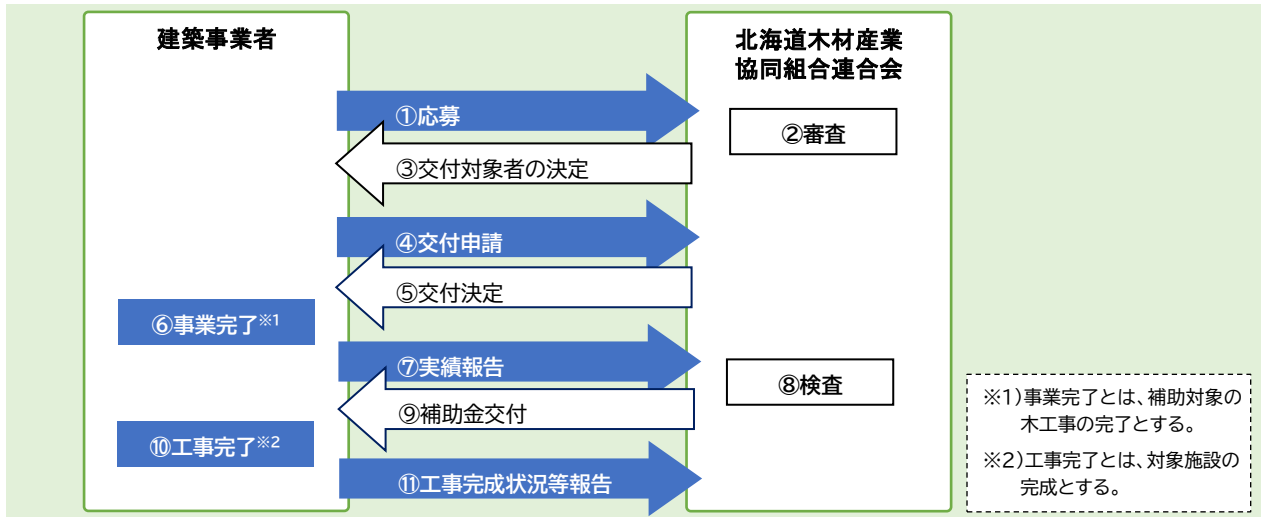 建築事業者
北海道木材産業
協同組合連合会
①応募
②審査
③交付対象者の決定
④交付申請
⑤交付決定
⑥事業完了※1
⑦実績報告
⑧検査
⑨補助金交付
⑩工事完了※2
⑪工事完成状況等報告
※1)事業完了とは、補助対象の
木工事の完了とする。
※2)工事完了とは、対象施設の
完成とする。